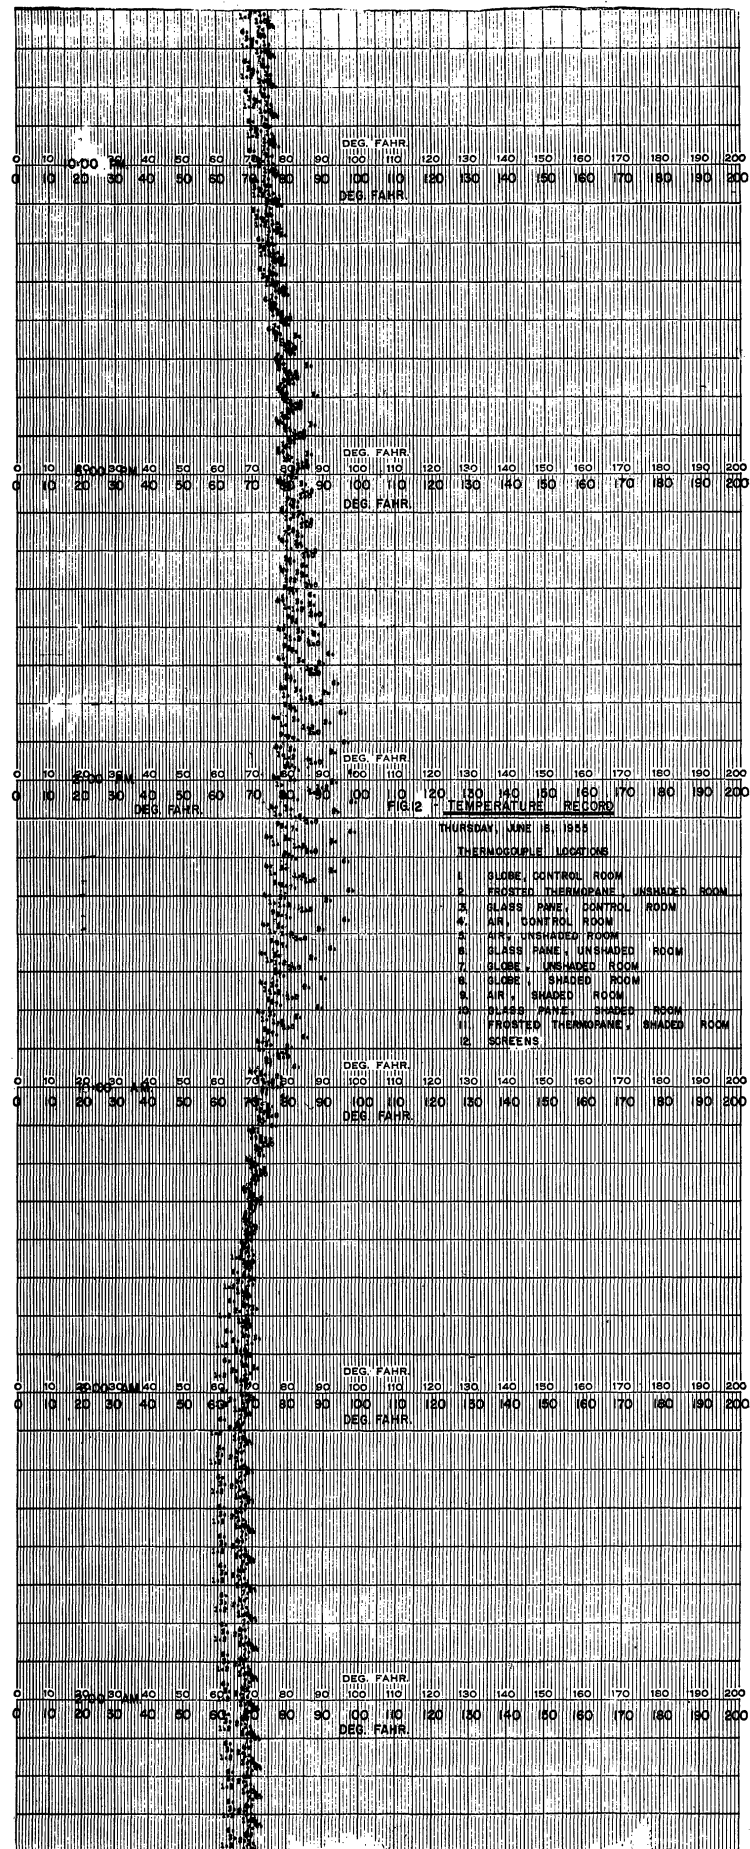 DEG. FAHR.
0 10 20 30 40 50 60 70 80 90 100 110 120 130 140 150 160 170 180 190 200
10:00 PM
0 10 20 30 40 50 60 70 80 90 100 110 120 130 140 150 160 170 180 190 200
DEG. FAHR.
DEG. FAHR.
0 10 20 30 40 50 60 70 80 90 100 110 120 130 140 150 160 170 180 190 200
PM
0 10 20 30 40 50 60 70 80 90 100 110 120 130 140 150 160 170 180 190 200
DEG. FAHR.
DEG. FAHR.
0 10 20 30 40 50 60 70 80 90 100 110 120 130 140 150 160 170 180 190 200
PM
0 10 20 30 40 50 60 70 80 90 100 110 120 130 140 150 160 170 180 190 200
DEG. FAHR.
FIG. 2 - TEMPERATURE RECORD
THURSDAY, JUNE 1955
THERMOCOUPLE LOCATIONS
1. GLOBE, CONTROL ROOM
2. FROSTED THERMOPANE, UNSHADED ROOM
3. GLASS PANE, CONTROL ROOM
4. AIR, CONTROL ROOM
5. AIR, UNSHADED ROOM
6. GLASS PANE, UNSHADED ROOM
7. GLOBE, UNSHADED ROOM
8. GLOBE, SHADED ROOM
9. AIR, SHADED ROOM
10. GLASS PANE, SHADED ROOM
11. FROSTED THERMOPANE, SHADED ROOM
12. SCREENS
DEG. FAHR.
0 10 20 30 40 50 60 70 80 90 100 110 120 130 140 150 160 170 180 190 200
AM
0 10 20 30 40 50 60 70 80 90 100 110 120 130 140 150 160 170 180 190 200
DEG. FAHR.
DEG. FAHR.
0 10 20 30 40 50 60 70 80 90 100 110 120 130 140 150 160 170 180 190 200
AM
0 10 20 30 40 50 60 70 80 90 100 110 120 130 140 150 160 170 180 190 200
DEG. FAHR.
DEG. FAHR.
0 10 20 30 40 50 60 70 80 90 100 110 120 130 140 150 160 170 180 190 200
2:00 AM
0 10 20 30 40 50 60 70 80 90 100 110 120 130 140 150 160 170 180 190 200
DEG. FAHR.